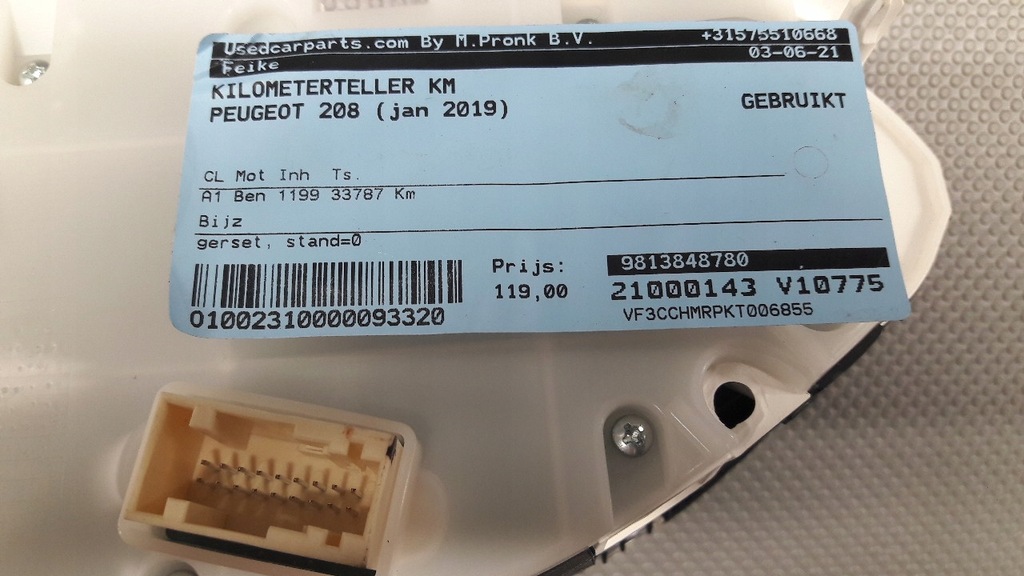 Usedcarparts.com By M.Pronk B.V. +31575510668
Feike 03-06-21
KILOMETERTELLER KM
PEUGEOT 208 (jan 2019) GEBRUIKT
CL Mot Inh Ts.
A1 Ben 1199 33787 Km
Bijz
gerset, stand=0
Prijs: 9813848780
119,00 21000143 V10775
O1002310000093320 VF3CCHMRPKT006855